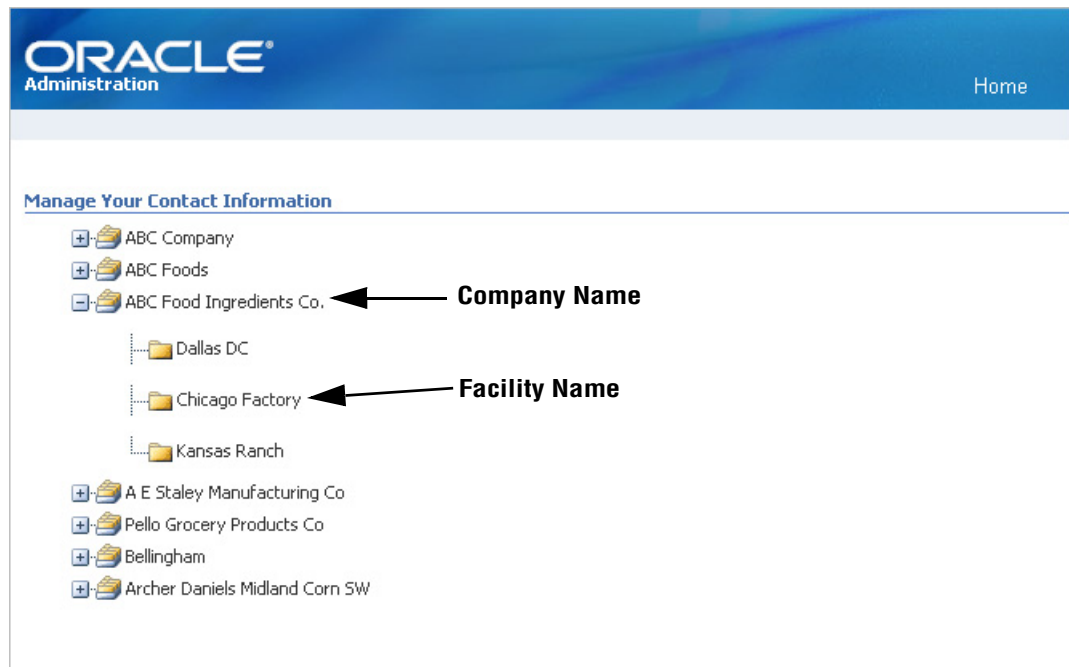 ORACLE®
Administration
Home
Manage Your Contact Information
ABC Company
ABC Foods
ABC Food Ingredients Co.
Company Name
Dallas DC
Chicago Factory
Facility Name
Kansas Ranch
A E Staley Manufacturing Co
Pello Grocery Products Co
Bellingham
Archer Daniels Midland Corn SW